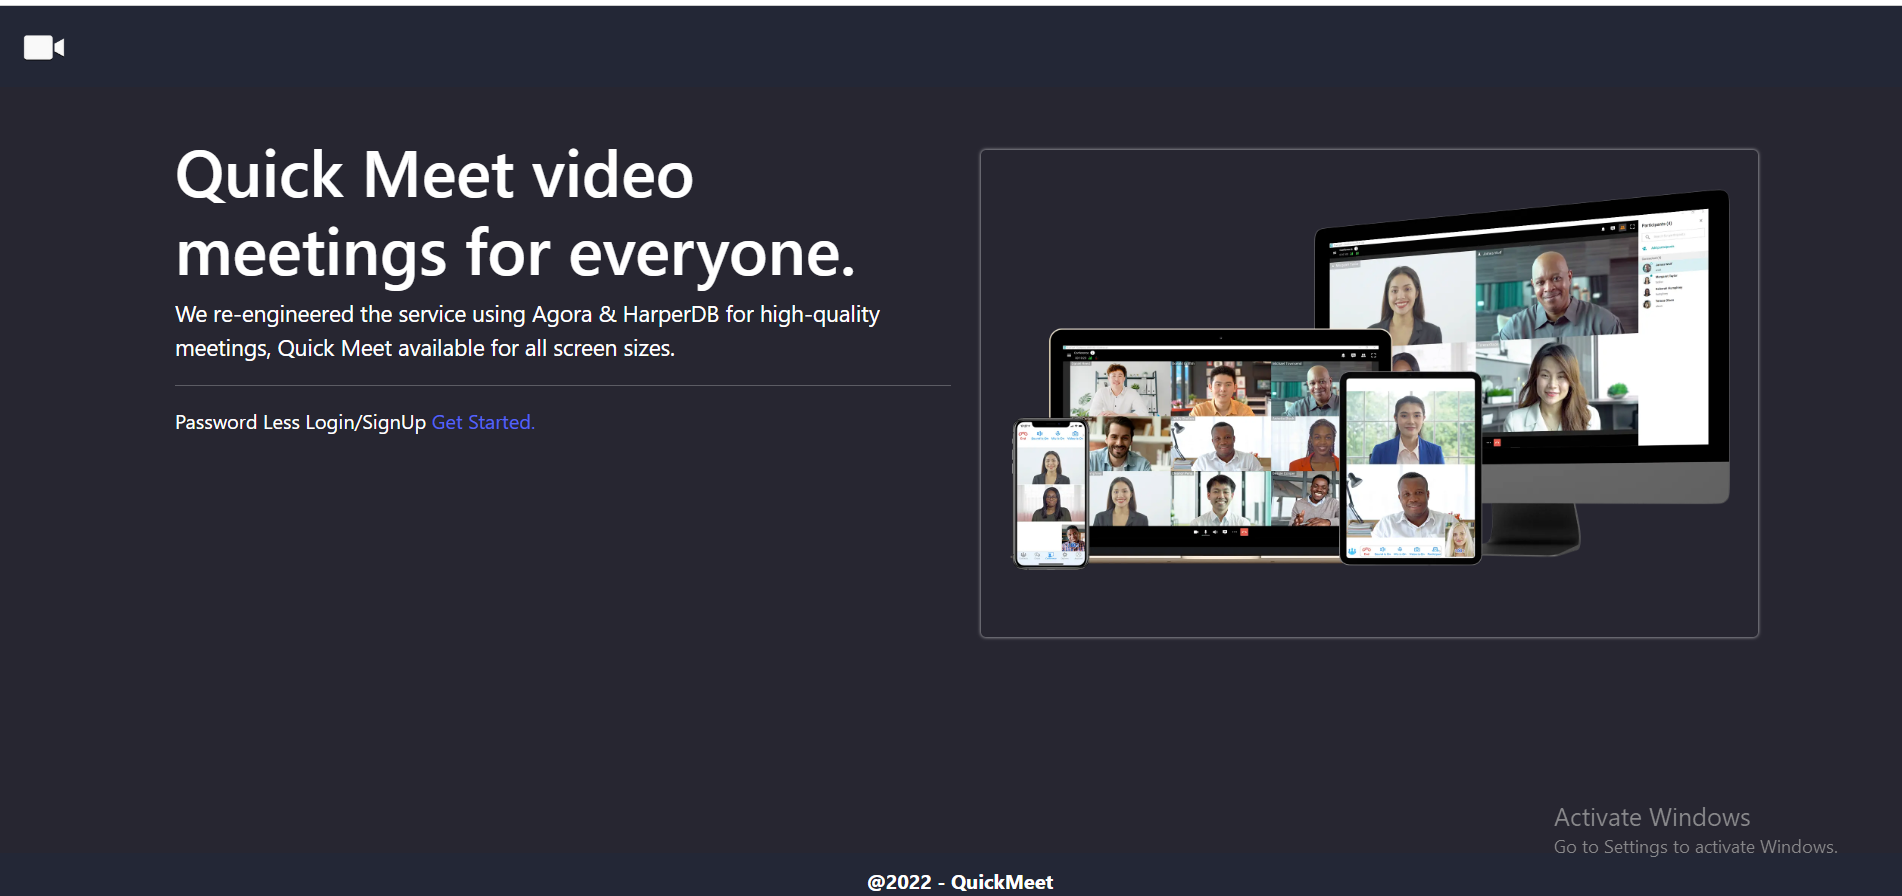 Quick Meet video
meetings for everyone.
We re-engineered the service using Agora & HarperDB for high-quality
meetings, Quick Meet available for all screen sizes.
Password Less Login/SignUp Get Started.
Participants (4)
Activate Windows
Go to Settings to activate Windows.
@2022 - QuickMeet